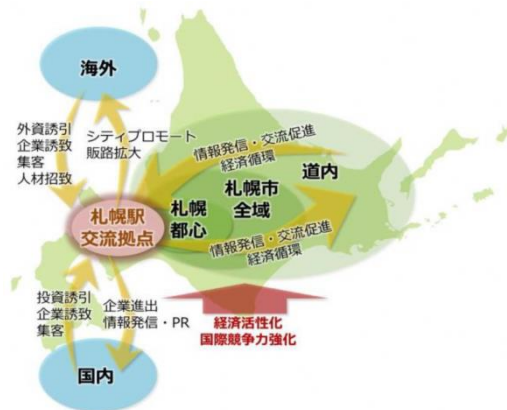 海外
外資誘引
企業誘致
集客
人材招致
シティプロモート
販路拡大
情報発信・交流促進
経済循環
道内
札幌市
全域
札幌
都心
札幌駅
交流拠点
情報発信・交流促進
経済循環
投資誘引
企業誘致
集客
企業進出
情報発信・PR
経済活性化
国際競争力強化
国内